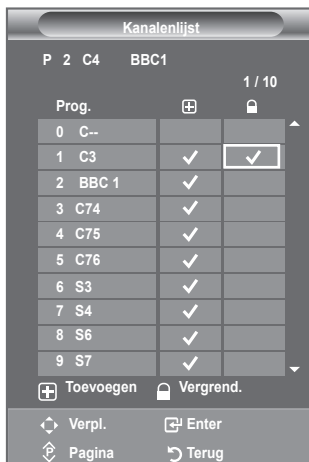 Kanalenlijst
P 2 C4 BBC1
1 / 10
Prog.
0 C--
1 C3
2 BBC 1
3 C74
4 C75
5 C76
6 S3
7 S4
8 S6
9 S7
Toevoegen Vergrend.
Verpl. Enter
Pagina Terug